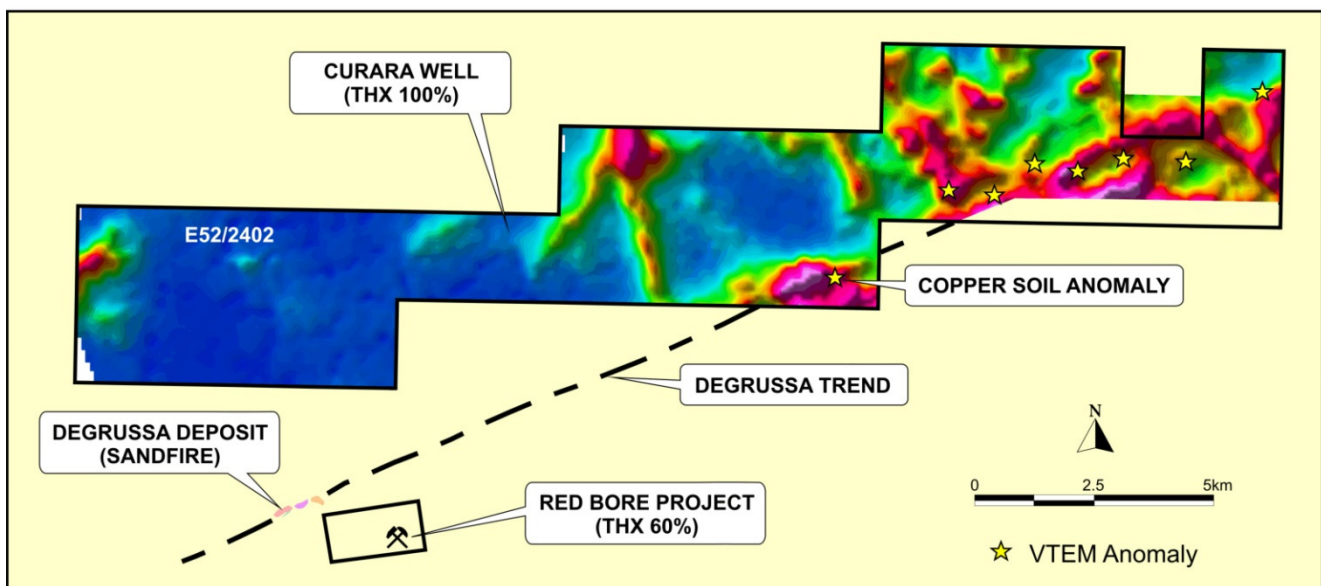 CURARA WELL
(THX 100%)
E52/2402
COPPER SOIL ANOMALY
DEGRUSSA TREND
DEGRUSSA DEPOSIT
(SANDFIRE)
RED BORE PROJECT
(THX 60%)
N
0 2.5 5km
VTEM Anomaly